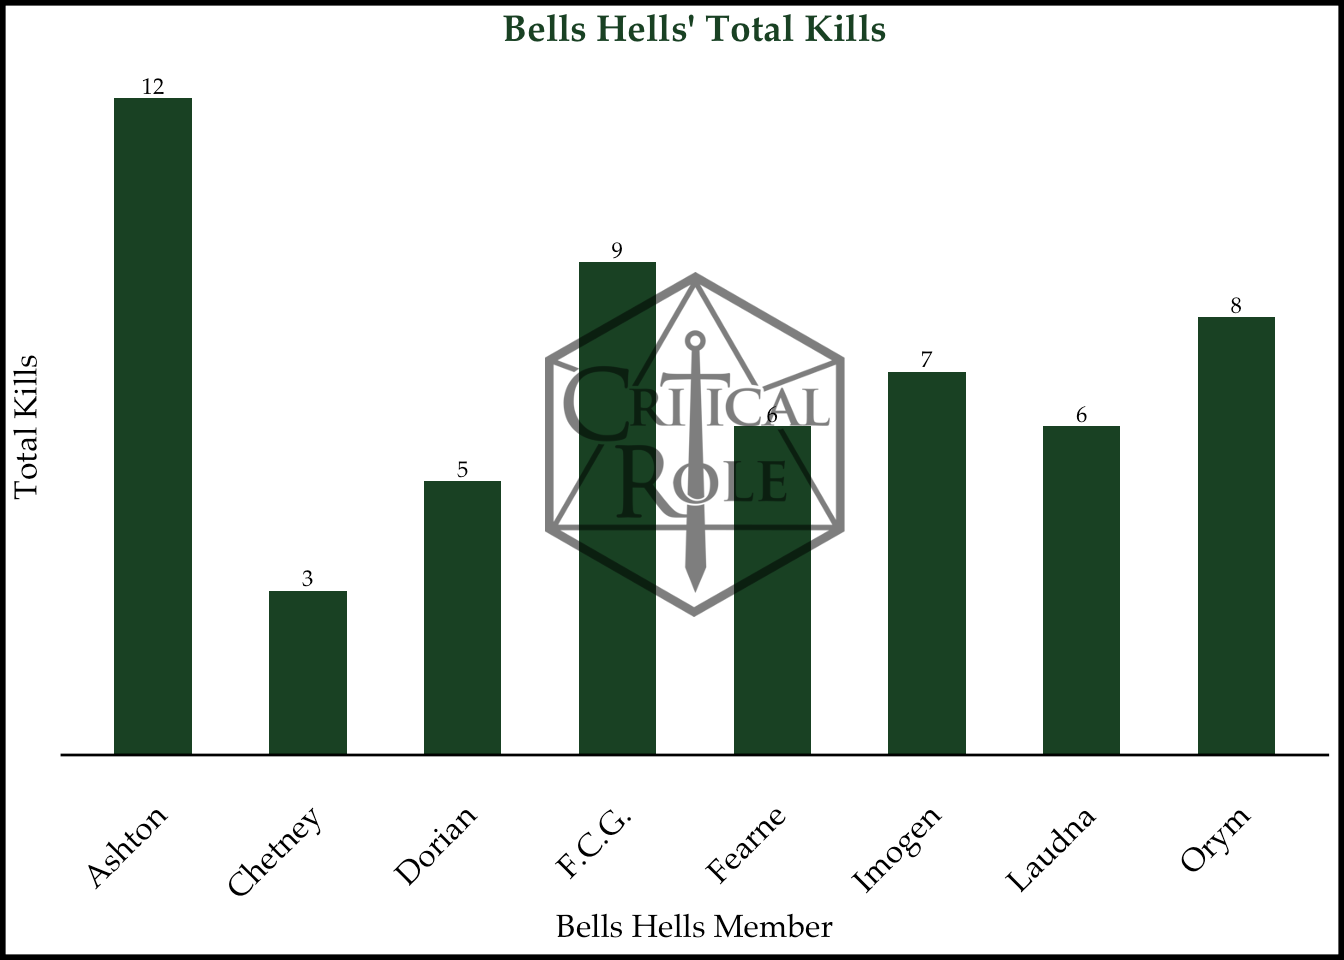 Bells Hells' Total Kills
12
9
8
7
6
6
5
3
Total Kills
CRITICAL
ROLE
Ashton
Chetney
Dorian
F.C.G.
Fearne
Imogen
Laudna
Orym
Bells Hells Member